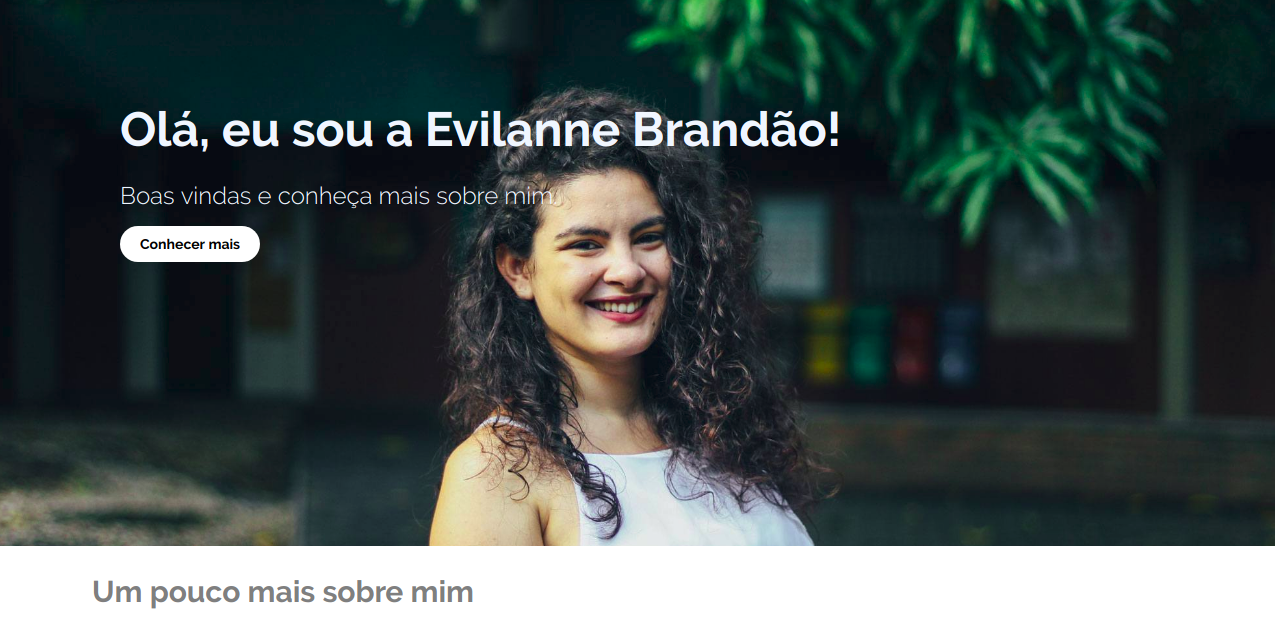 Olá, eu sou a Evilanne Brandão!
Boas vindas e conheça mais sobre mim.
Conhecer mais
Um pouco mais sobre mim